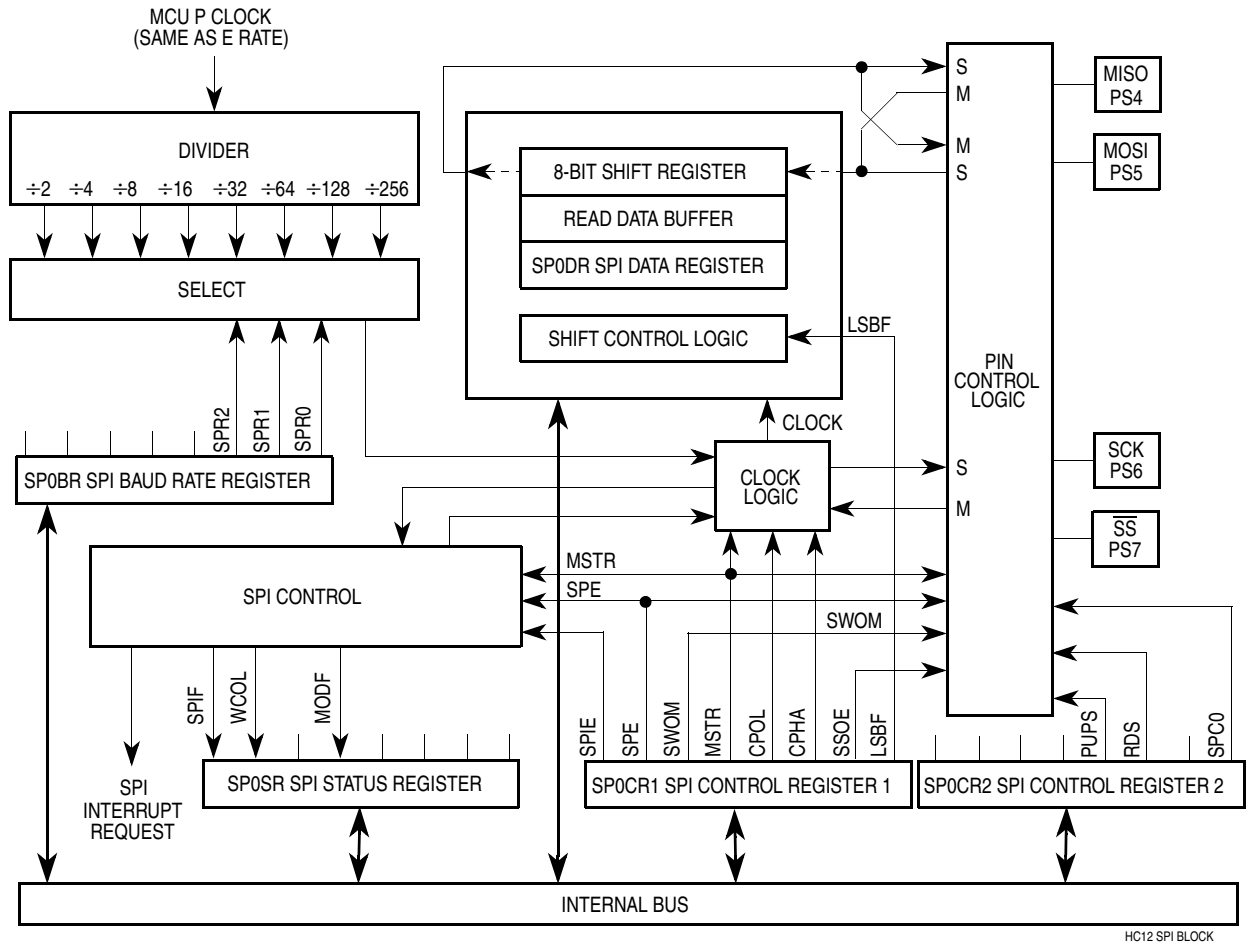 MCU P CLOCK
(SAME AS E RATE)
DIVIDER
÷2 ÷4 ÷8 ÷16 ÷32 ÷64 ÷128 ÷256
SELECT
SPR2
SPR1
SPR0
SP0BR SPI BAUD RATE REGISTER
8-BIT SHIFT REGISTER
READ DATA BUFFER
SP0DR SPI DATA REGISTER
SHIFT CONTROL LOGIC
LSBF
CLOCK
CLOCK
LOGIC
S
M
M
S
PIN
CONTROL
LOGIC
S
M
MISO
PS4
MOSI
PS5
SCK
PS6
SS
PS7
SPI CONTROL
MSTR
SPE
SWOM
SPIF
WCOL
MODF
SPI
INTERRUPT
REQUEST
SP0SR SPI STATUS REGISTER
SPIE
SPE
SWOM
MSTR
CPOL
CPHA
SSOE
LSBF
SP0CR1 SPI CONTROL REGISTER 1
PUPS
RDS
SPC0
SP0CR2 SPI CONTROL REGISTER 2
INTERNAL BUS
HC12 SPI BLOCK